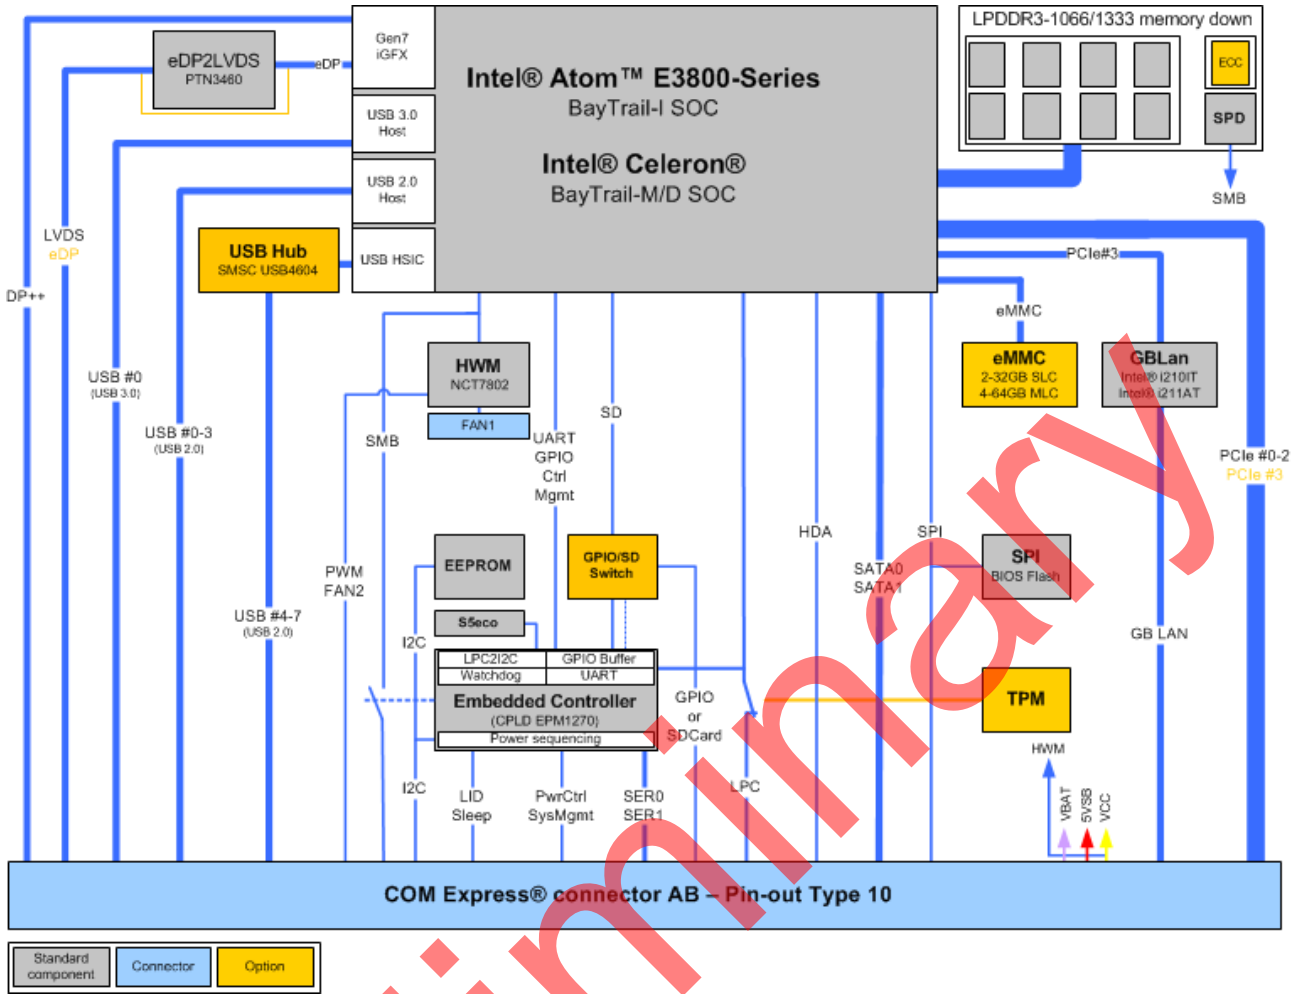 LPDDR3-1066/1333 memory down
ECC
SPD
SMB
Gen7
iGFX
eDP2LVDS
PTN3460
eDP
Intel® Atom™ E3800-Series
BayTrail-I SOC
Intel® Celeron®
BayTrail-M/D SOC
USB 3.0
Host
USB 2.0
Host
USB HSIC
USB Hub
SMSC USB4604
LVDS
eDP
DP++
PCIe#3
eMMC
eMMC
2-32GB SLC
4-64GB MLC
GBLan
Intel® i210IT
Intel® i211AT
HWM
NCT7802
FAN1
USB #0
(USB 3.0)
USB #0-3
(USB 2.0)
SMB
UART
GPIO
Ctrl
Mgmt
SD
PCIe #0-2
PCIe #3
HDA
SPI
SPI
BIOS Flash
SATA0
SATA1
EEPROM
GPIO/SD
Switch
PWM
FAN2
USB #4-7
(USB 2.0)
S5eco
I2C
GB LAN
LPC2I2C
GPIO Buffer
Watchdog
UART
Embedded Controller
(CPLD EPM1270)
Power sequencing
GPIO
or
SDCard
TPM
HWM
I2C
LID
Sleep
PwrCtrl
SysMgmt
SER0
SER1
LPC
VBAT
5VSB
VCC
COM Express® connector AB – Pin-out Type 10
Standard
component
Connector
Option